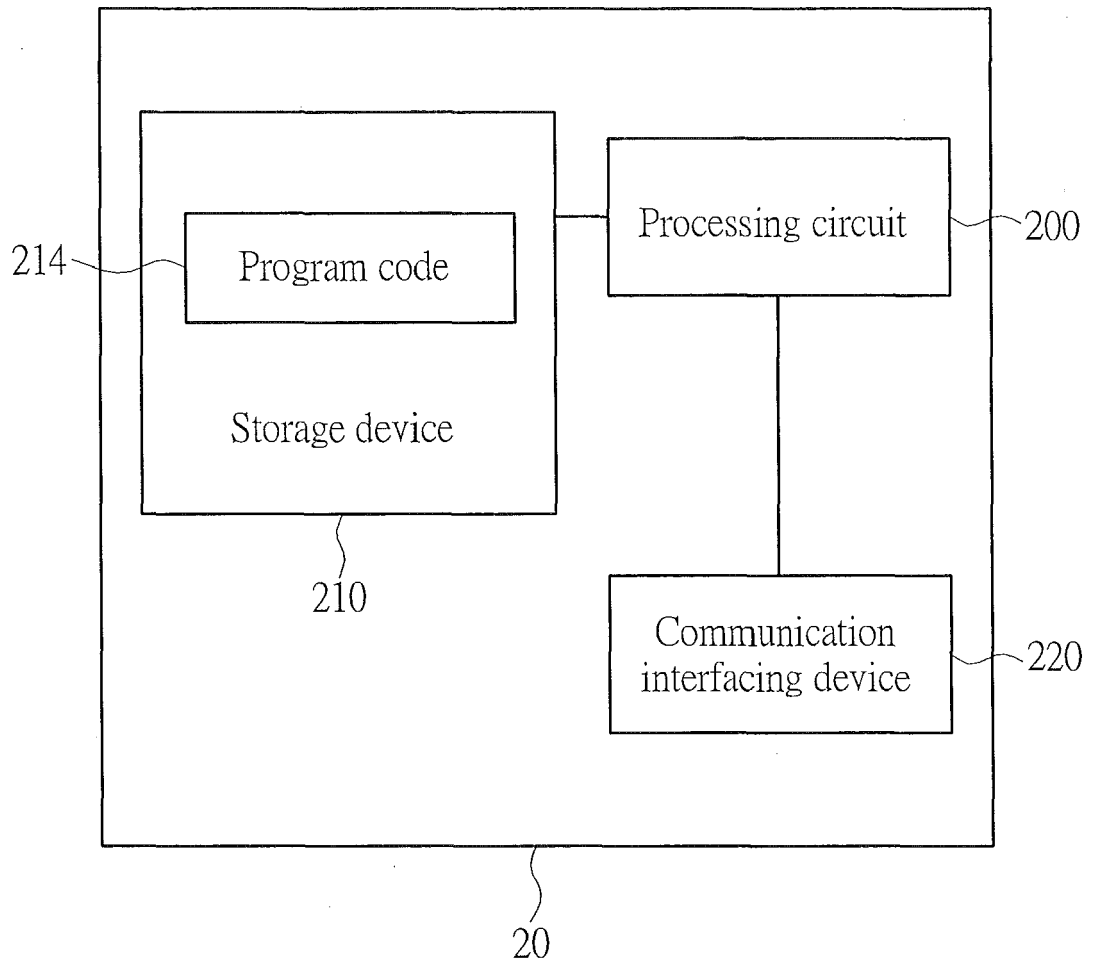 Processing circuit
200
214
Program code
Storage device
210
Communication
interfacing device
220
20